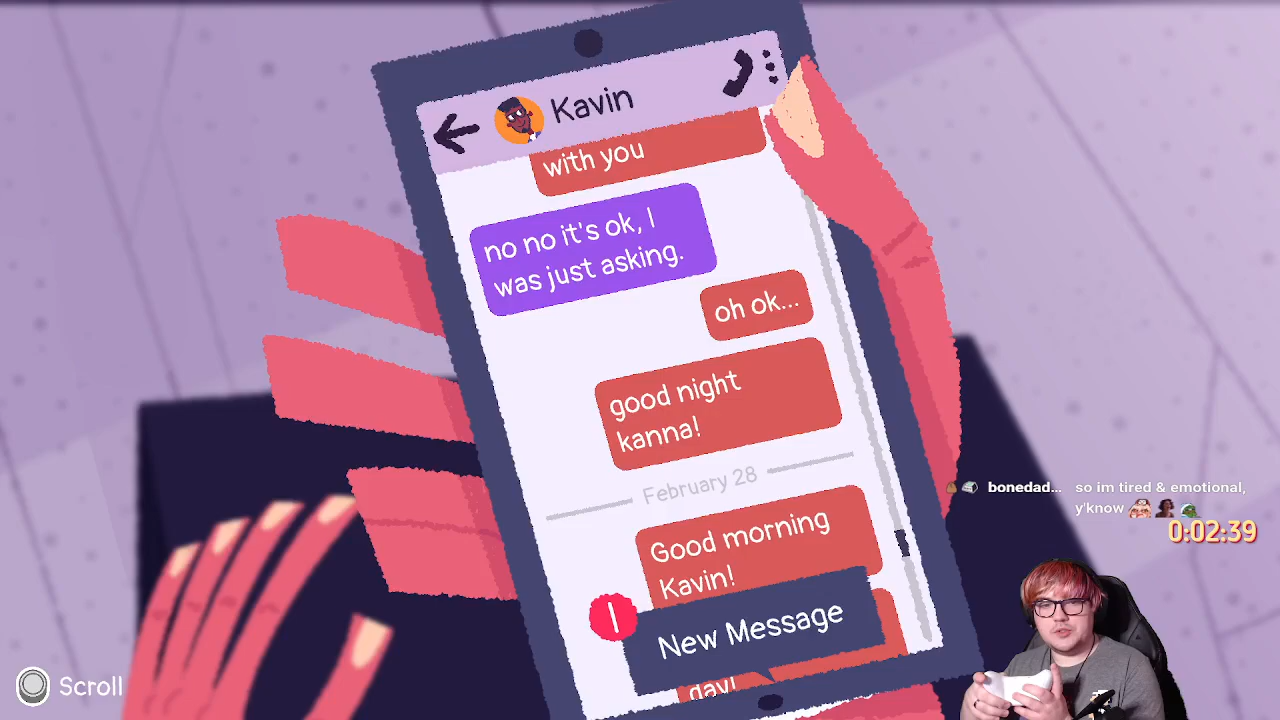 Kavin
with you
no no it's ok, I
was just asking.
oh ok...
good night
kanna!
February 28
Good morning
Kavin!
New Message
day!
Scroll
bonedad... so im tired & emotional,
y'know
0:02:39